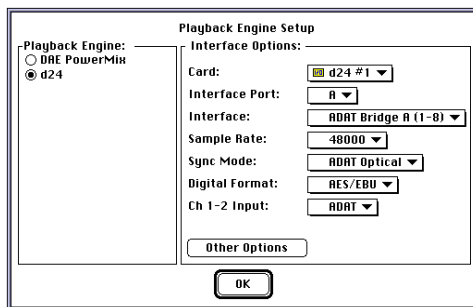 Playback Engine Setup
Playback Engine:
DAE PowerMix
d24
Interface Options:
Card: d24 #1
Interface Port: A
Interface: ADAT Bridge A (1-8)
Sample Rate: 48000
Sync Mode: ADAT Optical
Digital Format: AES/EBU
Ch 1-2 Input: ADAT
Other Options
OK